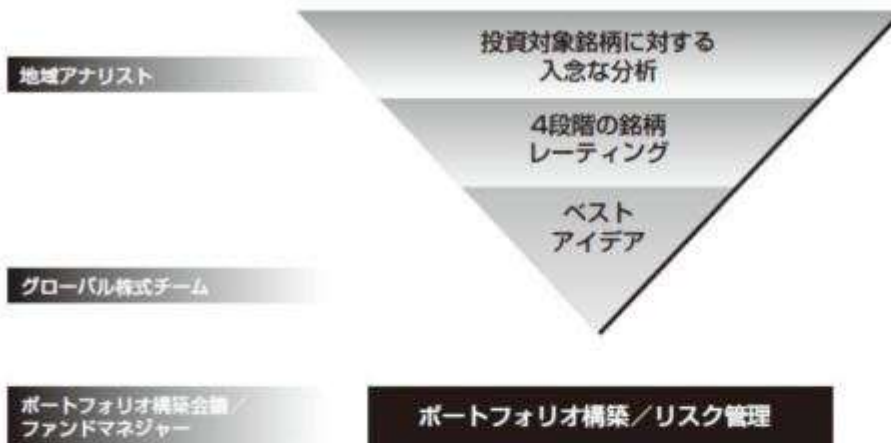 投資対象銘柄に対する
入念な分析
地域アナリスト
4段階の銘柄
レーティング
ベスト
アイデア
グローバル株式チーム
ポートフォリオ構築会議/
ファンドマネジャー
ポートフォリオ構築/リスク管理